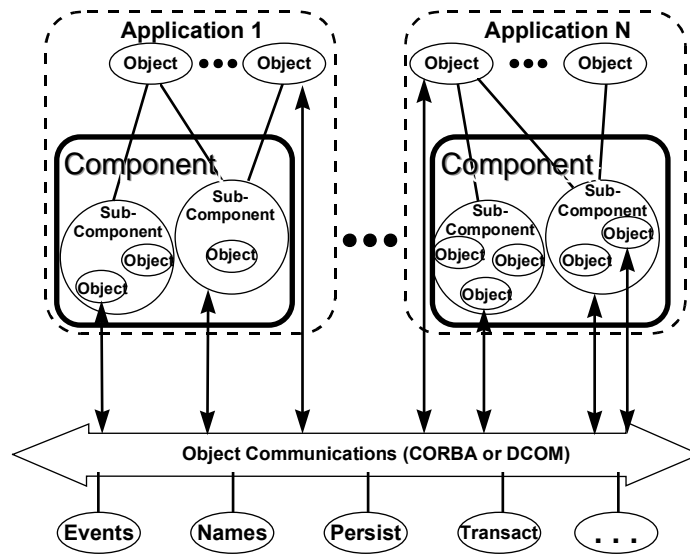 Application 1
Application N
Object ••• Object
Object ••• Object
Component
Component
Sub-
Component
Object
Object
Sub-
Component
Object
•••
Sub-
Component
Object
Object
Object
Sub-
Component
Object
Object
Object Communications (CORBA or DCOM)
Events
Names
Persist
Transact
. . .